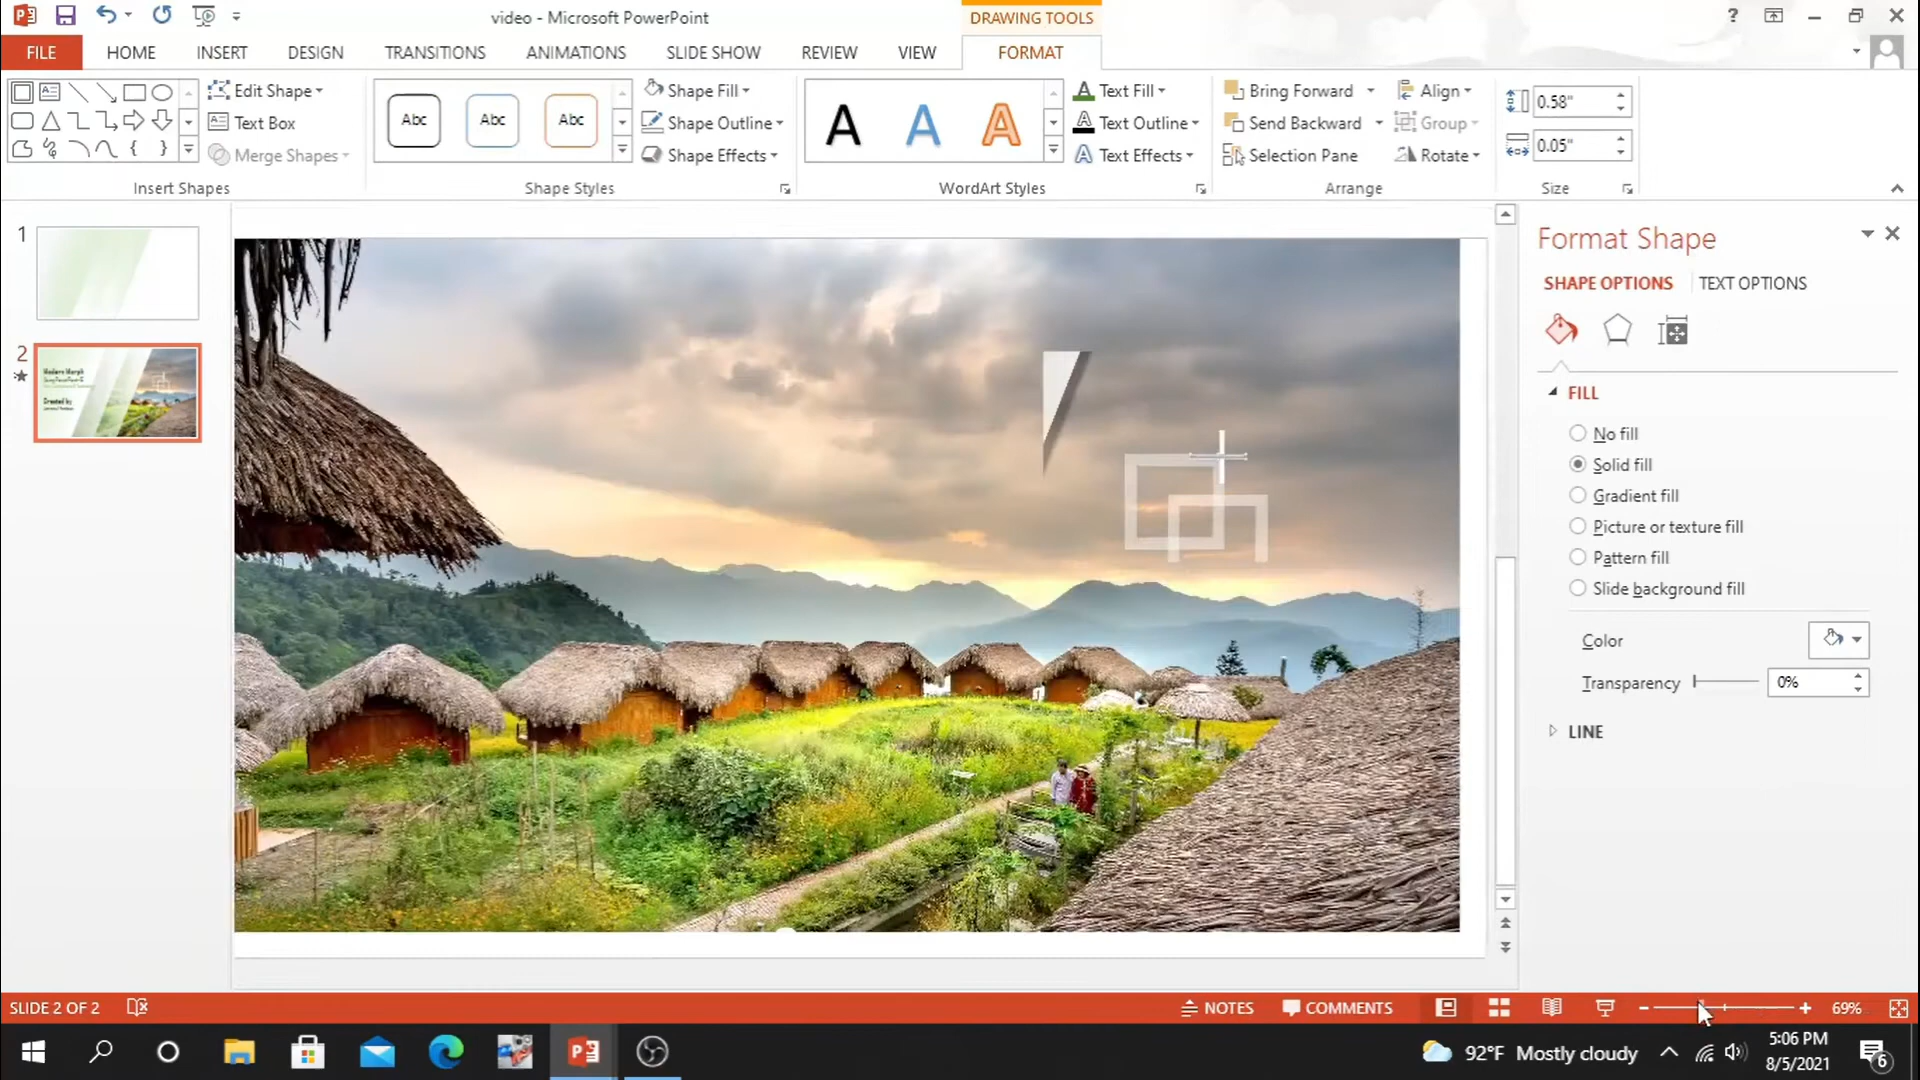 video - Microsoft PowerPoint
DRAWING TOOLS
?
FILE
HOME
INSERT
DESIGN
TRANSITIONS
ANIMATIONS
SLIDE SHOW
REVIEW
VIEW
FORMAT
Edit Shape
Text Box
Merge Shapes
Insert Shapes
Abc
Abc
Abc
Shape Fill
Shape Outline
Shape Effects
Shape Styles
A
A
A
Text Fill
Text Outline
Text Effects
WordArt Styles
Bring Forward
Send Backward
Selection Pane
Align
Group
Rotate
Arrange
0.58"
0.05"
Size
1
2
Modern Morph
Created by
Format Shape
SHAPE OPTIONS
TEXT OPTIONS
FILL
No fill
Solid fill
Gradient fill
Picture or texture fill
Pattern fill
Slide background fill
Color
Transparency
0%
LINE
SLIDE 2 OF 2
NOTES
COMMENTS
69%
92°F Mostly cloudy
5:06 PM
8/5/2021
6